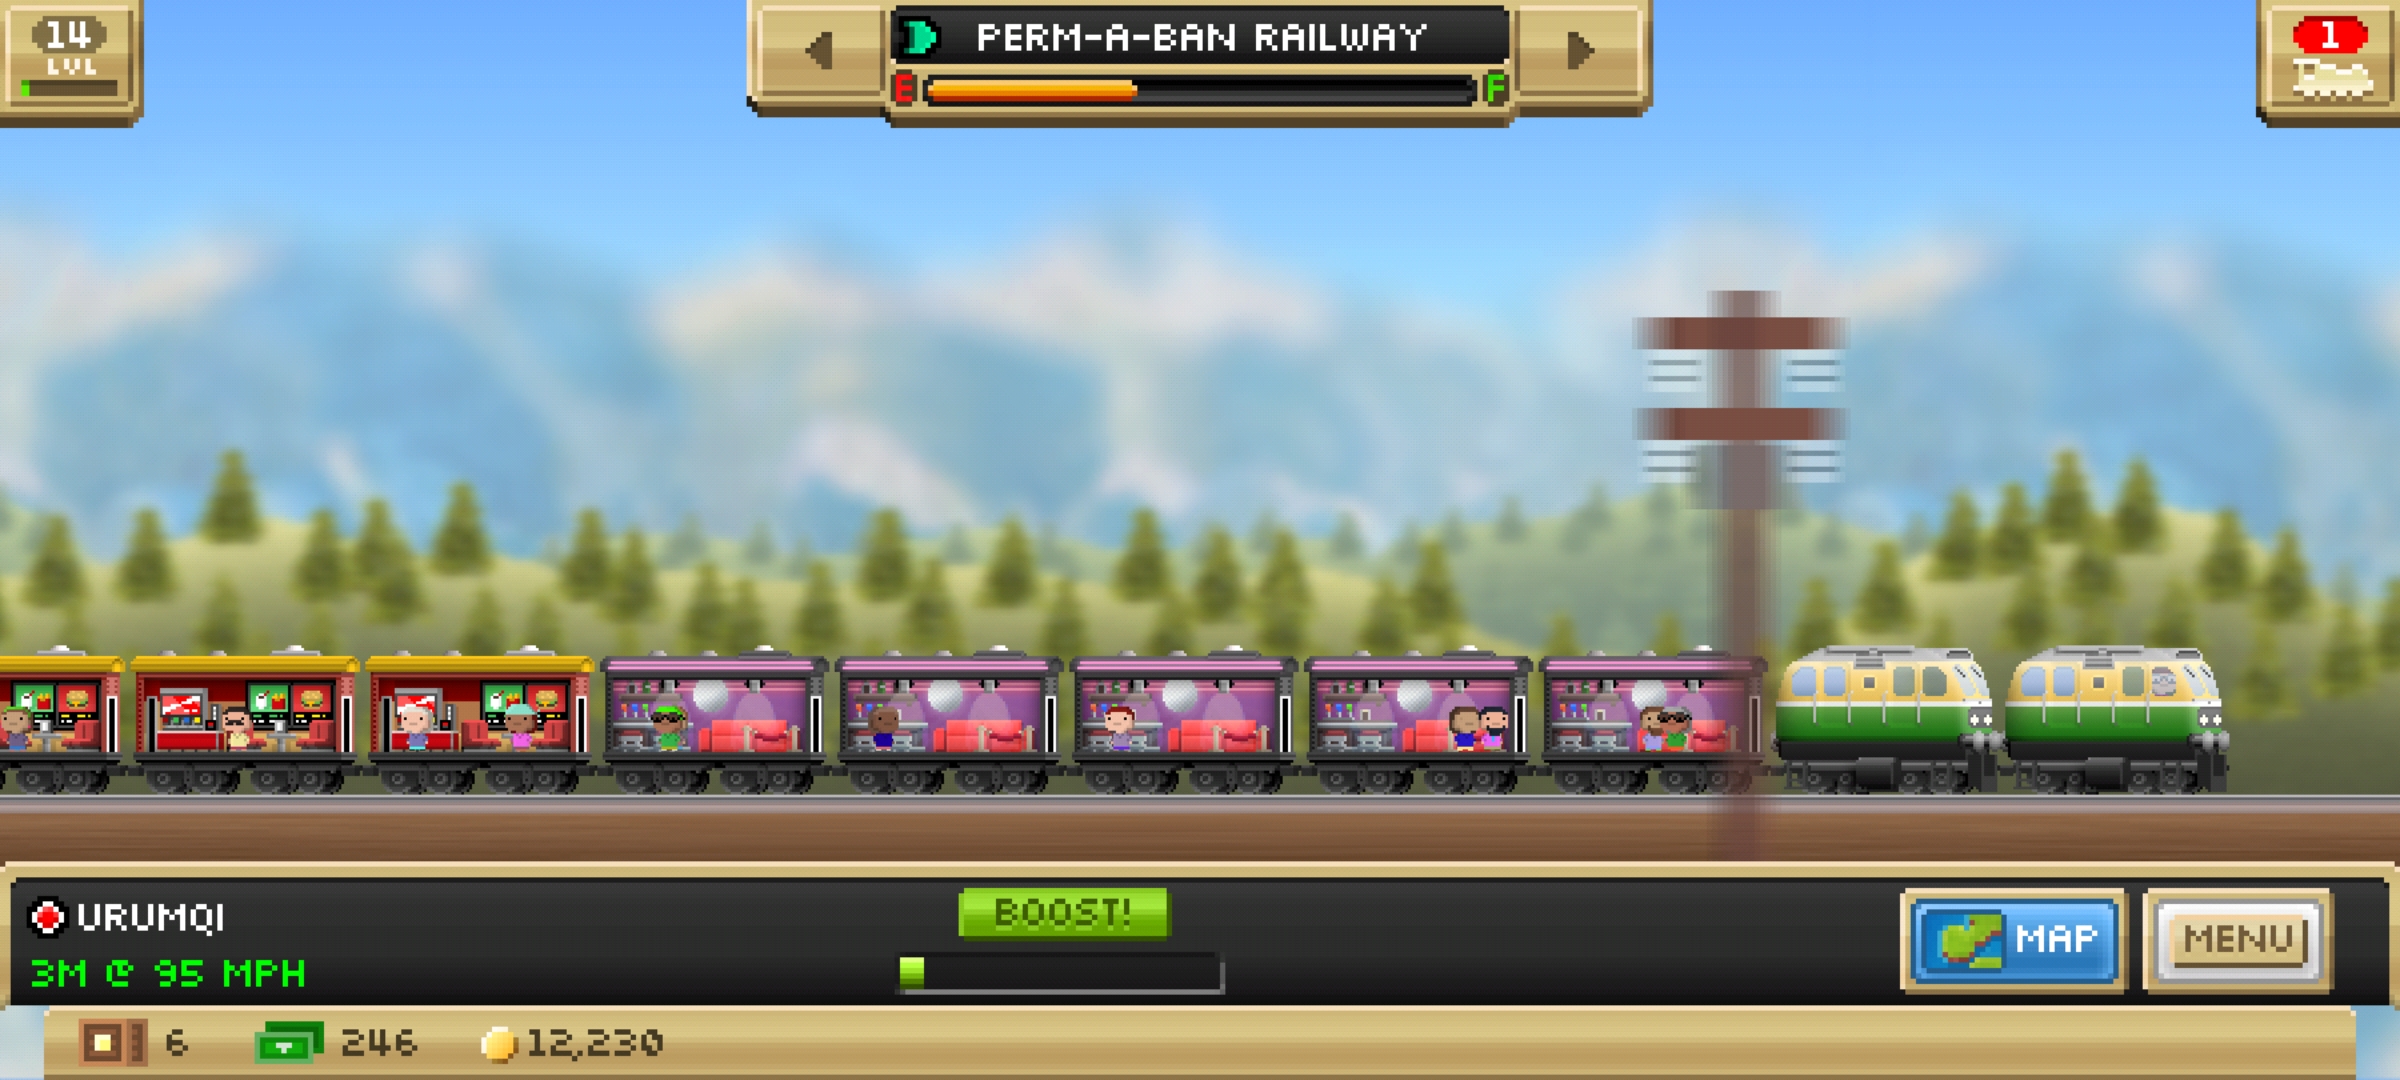 14
LVL
PERM-A-BAN RAILWAY
E F
1
URUMQI
3M @ 95 MPH
BOOST!
MAP
MENU
6 246 12,230